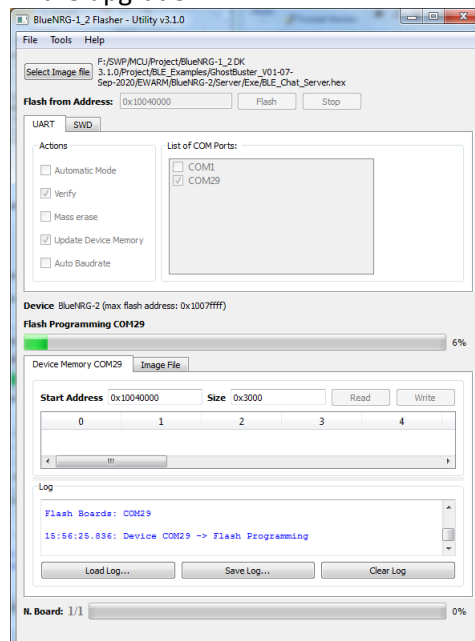 BlueNRG-1_2 Flasher - Utility v3.1.0
File Tools Help
Select Image file
F:/SWP/MCU/Project/BlueNRG-1_2 DK
3.1.0/Project/BLE_Examples/GhostBuster_V01-07-
Sep-2020/EWARM/BlueNRG-2/Server/Exe/BLE_Chat_Server.hex
Flash from Address: 0x10040000 Flash Stop
UART SWD
Actions
Automatic Mode
Verify
Mass erase
Update Device Memory
Auto Baudrate
List of COM Ports:
COM1
COM29
Device BlueNRG-2 (max flash address: 0x1007ffff)
Flash Programming COM29
6%
Device Memory COM29 Image File
Start Address 0x10040000 Size 0x3000 Read Write
0 1 2 3 4
Log
Flash Boards: COM29
15:56:25.836: Device COM29 -> Flash Programming
Load Log... Save Log... Clear Log
N. Board: 1/1 0%